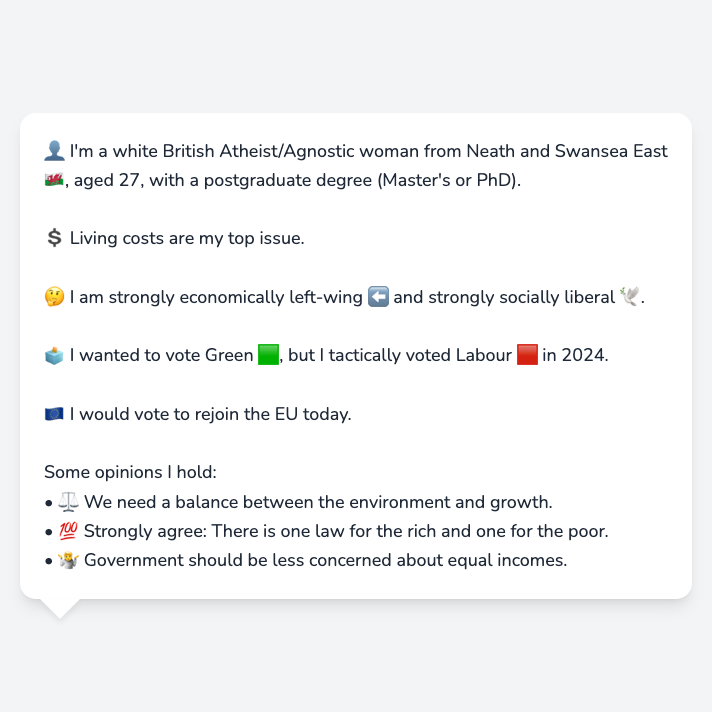 👤 I'm a white British Atheist/Agnostic woman from Neath and Swansea East
🏴󠁧󠁢󠁷󠁬󠁳󠁿, aged 27, with a postgraduate degree (Master's or PhD).
💲 Living costs are my top issue.
🤔 I am strongly economically left-wing ⬅️ and strongly socially liberal 🕊️.
🗳️ I wanted to vote Green 🟩, but I tactically voted Labour 🟥 in 2024.
🇪🇺 I would vote to rejoin the EU today.
Some opinions I hold:
• ⚖️ We need a balance between the environment and growth.
• 💯 Strongly agree: There is one law for the rich and one for the poor.
• 🤷‍♀️ Government should be less concerned about equal incomes.